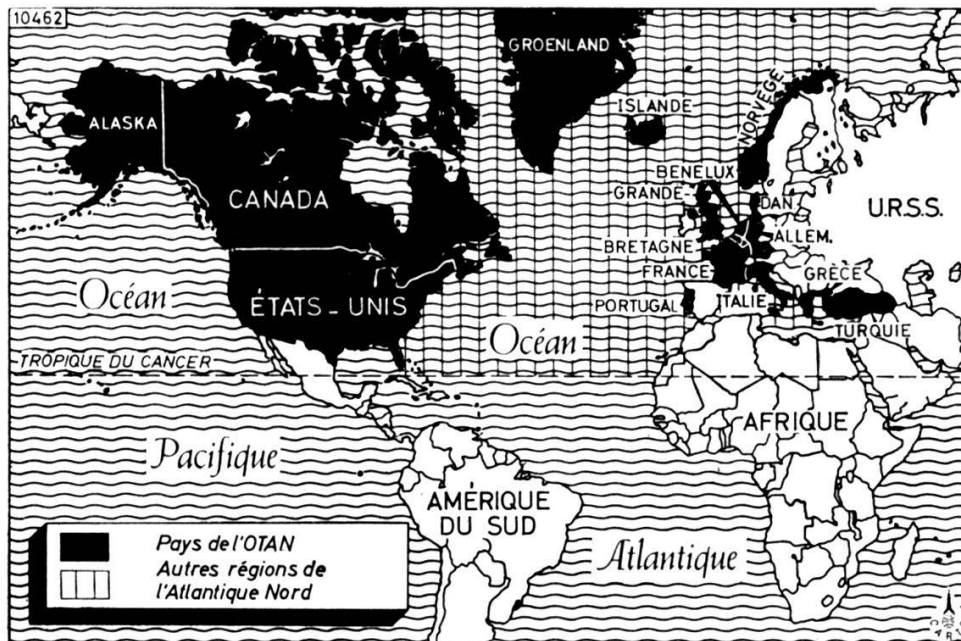 10462
GROENLAND
ALASKA
ISLANDE
NORVÈGE
CANADA
BENELUX
GRANDE-
DAN.
U.R.S.S.
ALLEM.
BRETAGNE
FRANCE
GRÈCE
Océan
ÉTATS-UNIS
PORTUGAL
ITALIE
Océan
TURQUIE
TROPIQUE DU CANCER
AFRIQUE
Pacifique
AMÉRIQUE
DU SUD
Atlantique
Pays de l'OTAN
Autres régions de
l'Atlantique Nord